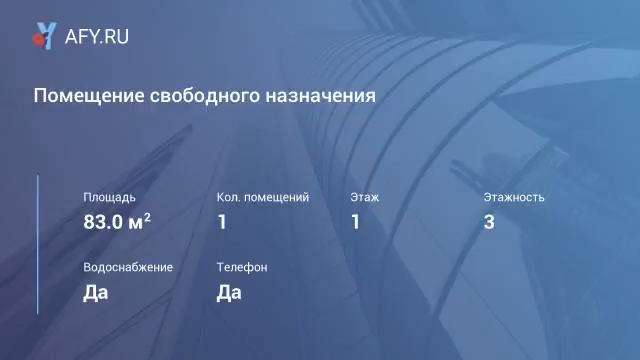 AFY.RU
Помещение свободного назначения
Площадь Кол. помещений Этаж Этажность
83.0 м² 1 1 3
Водоснабжение Телефон
Да Да